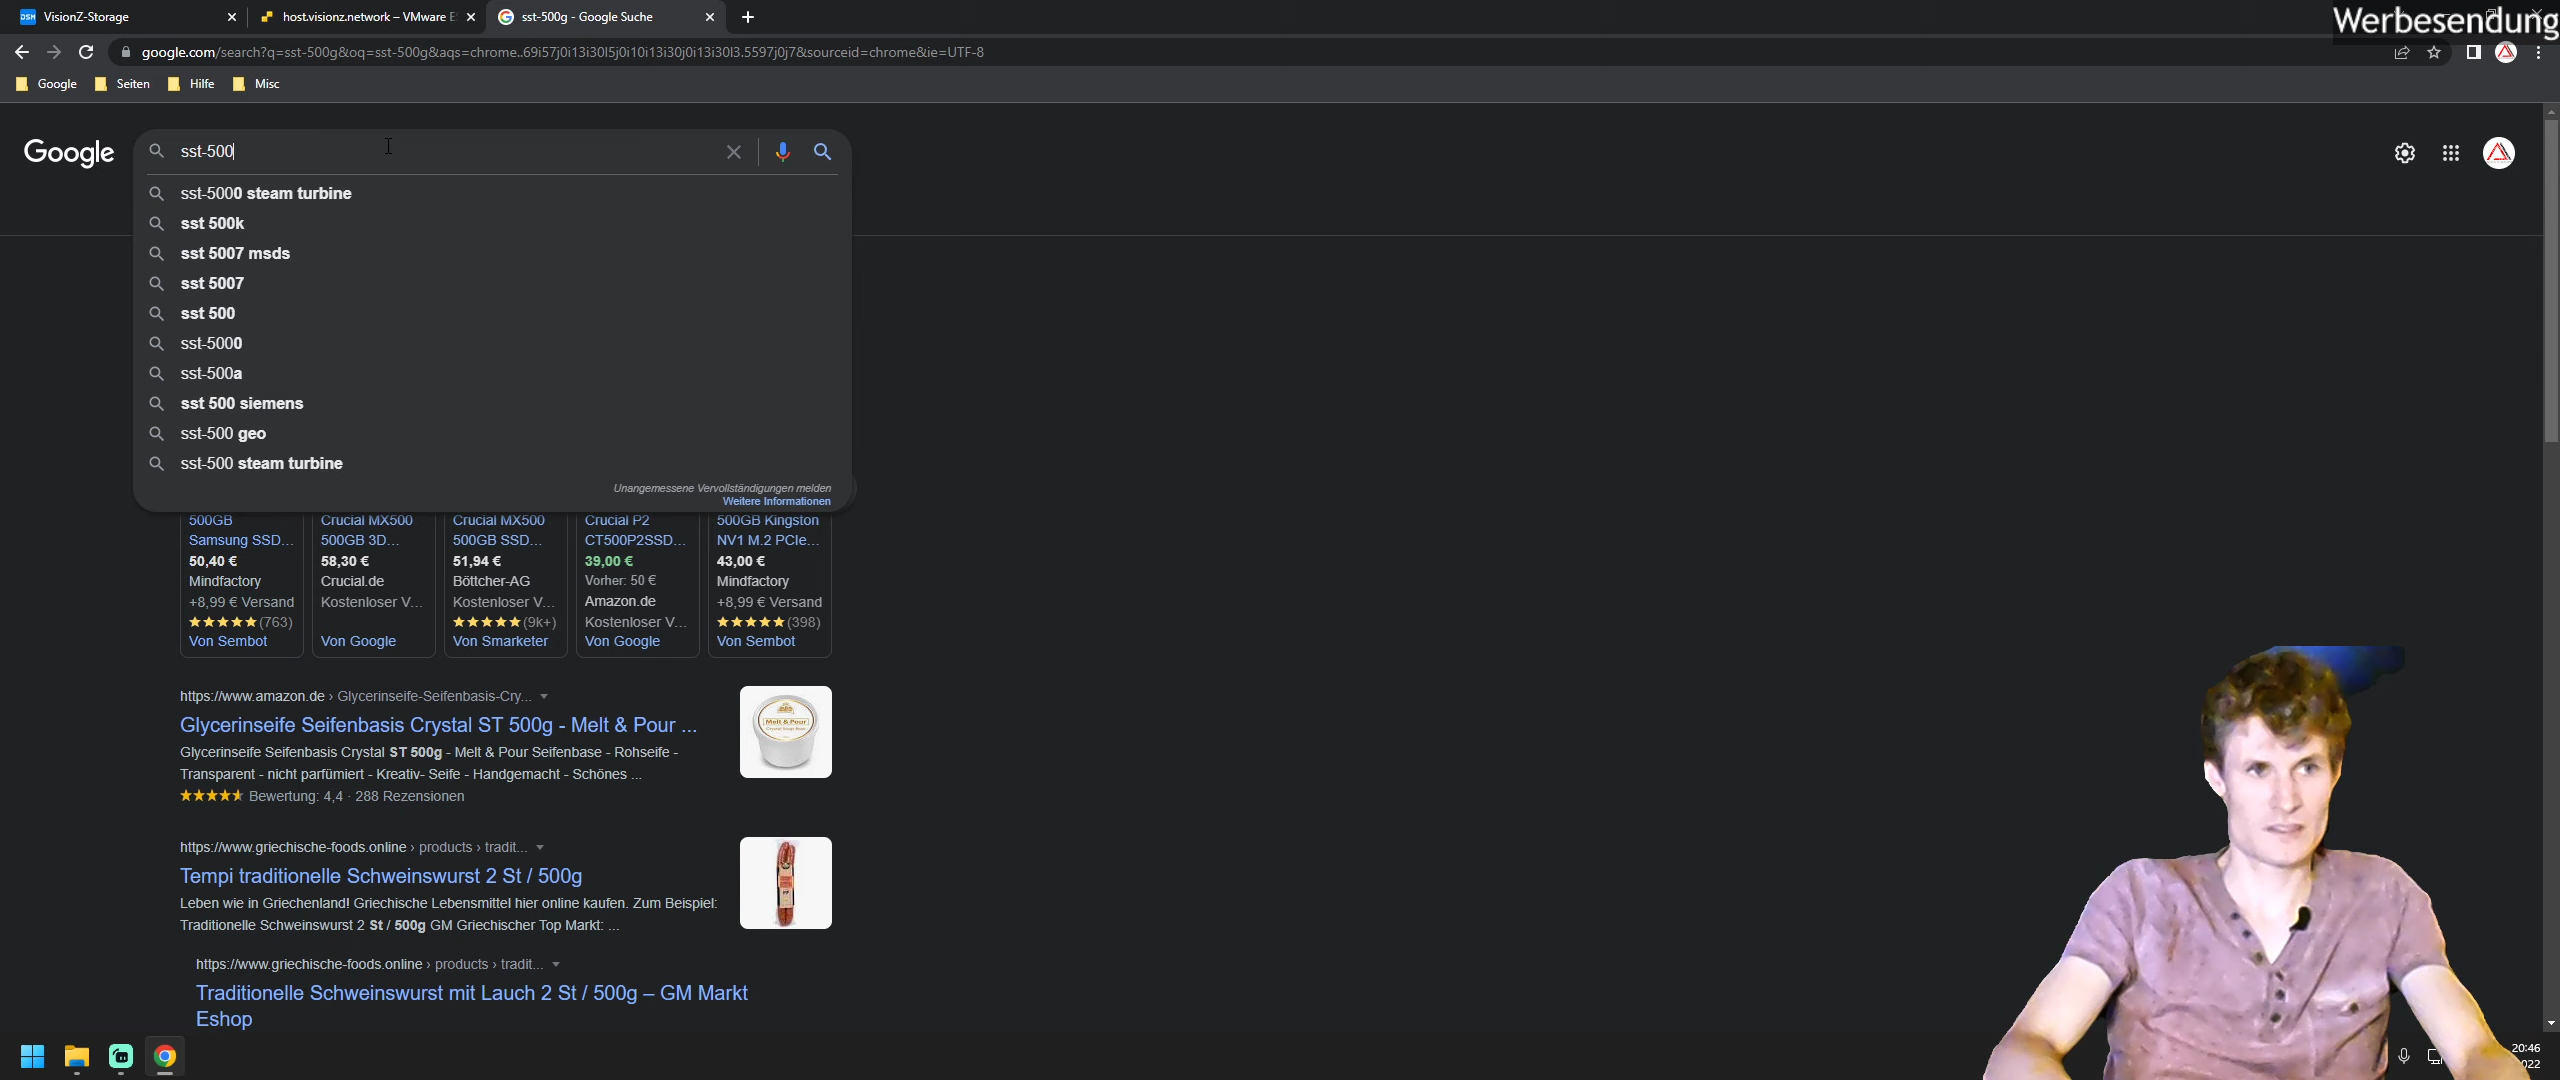 VisionZ-Storage
host.visionz.network – VMware E
sst-500g - Google Suche
Werbesendung
google.com/search?q=sst-500g&oq=sst-500g&aqs=chrome..69i57j0i13i30l5j0i10i13i30j0i13i30l3.5597j0j7&sourceid=chrome&ie=UTF-8
Google
Seiten
Hilfe
Misc
Google
sst-500
sst-5000 steam turbine
sst 500k
sst 5007 msds
sst 5007
sst 500
sst-5000
sst-500a
sst 500 siemens
sst-500 geo
sst-500 steam turbine
Unangemessene Vervollständigungen melden
Weitere Informationen
500GB
Samsung SSD...
50,40 €
Mindfactory
+8,99 € Versand
(763)
Von Sembot
Crucial MX500
500GB 3D...
58,30 €
Crucial.de
Kostenloser V...
Von Google
Crucial MX500
500GB SSD...
51,94 €
Böttcher-AG
Kostenloser V...
(9k+)
Von Smarketer
Crucial P2
CT500P2SSD...
39,00 €
Vorher: 50 €
Amazon.de
Kostenloser V...
Von Google
500GB Kingston
NV1 M.2 PCIe...
43,00 €
Mindfactory
+8,99 € Versand
(398)
Von Sembot
https://www.amazon.de › Glycerinseife-Seifenbasis-Cry...
Glycerinseife Seifenbasis Crystal ST 500g - Melt & Pour ...
Glycerinseife Seifenbasis Crystal ST 500g - Melt & Pour Seifenbase - Rohseife -
Transparent - nicht parfümiert - Kreativ- Seife - Handgemacht - Schönes ...
Bewertung: 4,4 · 288 Rezensionen
Melt & Pour
https://www.griechische-foods.online › products › tradit...
Tempi traditionelle Schweinswurst 2 St / 500g
Leben wie in Griechenland! Griechische Lebensmittel hier online kaufen. Zum Beispiel:
Traditionelle Schweinswurst 2 St / 500g GM Griechischer Top Markt: ...
https://www.griechische-foods.online › products › tradit...
Traditionelle Schweinswurst mit Lauch 2 St / 500g – GM Markt
Eshop
20:46
022